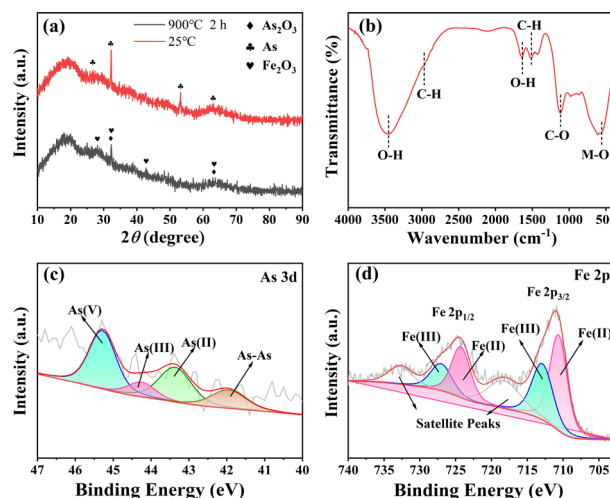 (a)
900℃ 2 h
25℃
♦ As₂O₃
♣ As
♥ Fe₂O₃
Intensity (a.u.)
10 20 30 40 50 60 70 80 90
2θ (degree)
(b)
C-H
O-H
C-H
C-O
M-O
O-H
Transmittance (%)
4000 3000 2000 1000
Wavenumber (cm⁻¹)
(c)
As 3d
As(V)
As(III)
As(II)
As-As
Intensity (a.u.)
47 46 45 44 43 42 41 40
Binding Energy (eV)
(d)
Fe 2p
Fe 2p₃/₂
Fe 2p₁/₂
Fe(III)
Fe(II)
Fe(III)
Fe(II)
Satellite Peaks
Intensity (a.u.)
740 735 730 725 720 715 710 705
Binding Energy (eV)